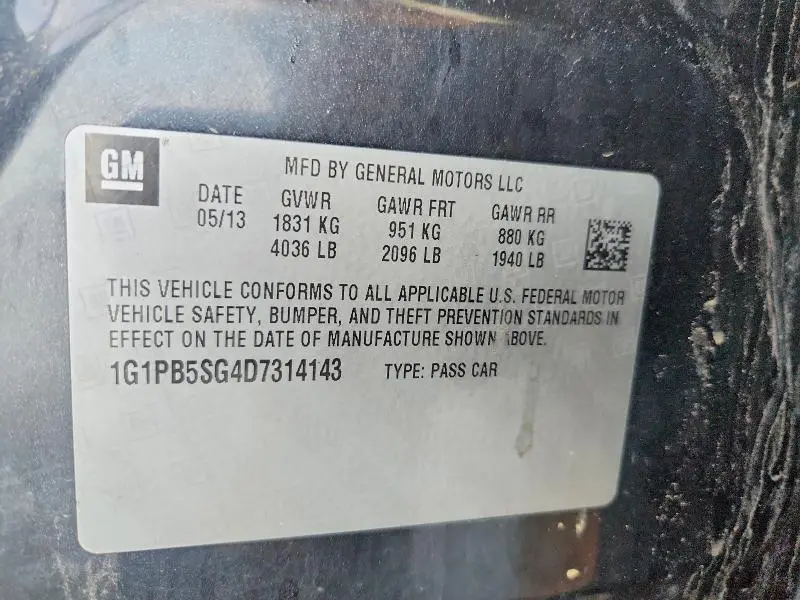 GM
MFD BY GENERAL MOTORS LLC
DATE GVWR GAWR FRT GAWR RR
05/13 1831 KG 951 KG 880 KG
4036 LB 2096 LB 1940 LB
THIS VEHICLE CONFORMS TO ALL APPLICABLE U.S. FEDERAL MOTOR
VEHICLE SAFETY, BUMPER, AND THEFT PREVENTION STANDARDS IN
EFFECT ON THE DATE OF MANUFACTURE SHOWN ABOVE.
1G1PB5SG4D7314143 TYPE: PASS CAR